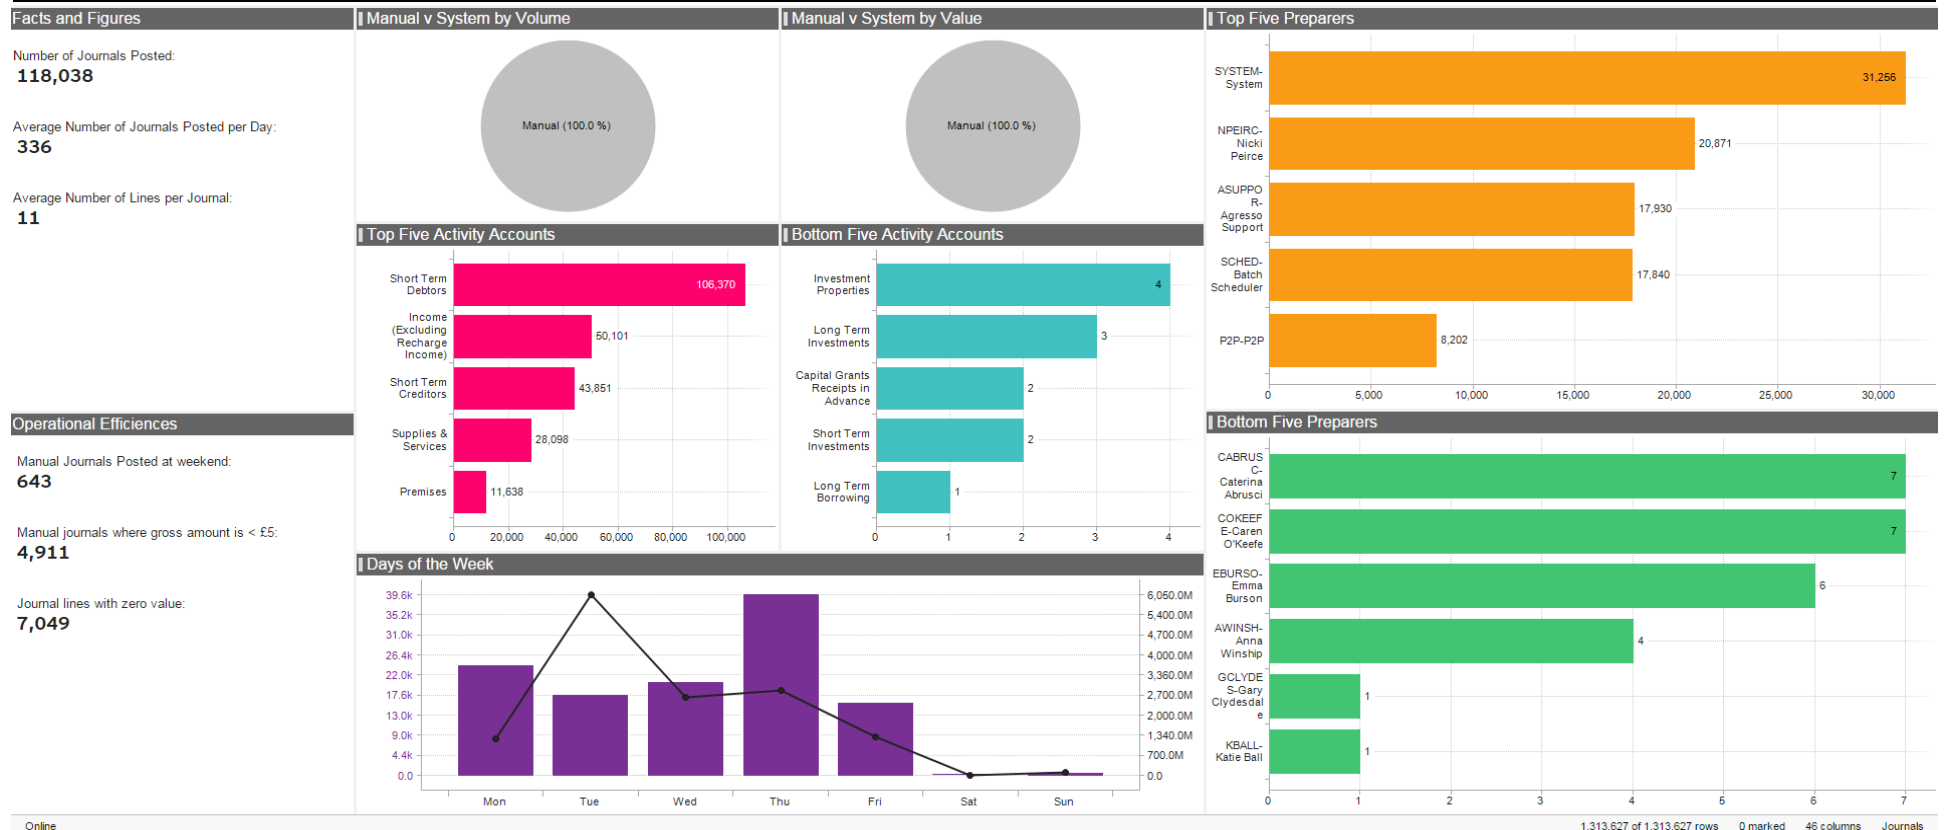 Facts and Figures
Number of Journals Posted:
118,038
Average Number of Journals Posted per Day:
336
Average Number of Lines per Journal:
11
Operational Efficiences
Manual Journals Posted at weekend:
643
Manual journals where gross amount is < £5:
4,911
Journal lines with zero value:
7,049
Manual v System by Volume
Manual (100.0 %)
Manual v System by Value
Manual (100.0 %)
Top Five Activity Accounts
Short Term
Debtors
106,370
Income
(Excluding
Recharge
Income)
50,101
Short Term
Creditors
43,851
Supplies &
Services
28,098
Premises
11,638
0 20,000 40,000 60,000 80,000 100,000
Bottom Five Activity Accounts
Investment
Properties
4
Long Term
Investments
3
Capital Grants
Receipts in
Advance
2
Short Term
Investments
2
Long Term
Borrowing
1
0 1 2 3 4
Days of the Week
39.6k
35.2k
31.0k
26.4k
22.0k
17.6k
13.0k
9.0k
4.4k
0.0
6,050.0M
5,400.0M
4,700.0M
4,000.0M
3,360.0M
2,700.0M
2,000.0M
1,340.0M
700.0M
0.0
Mon Tue Wed Thu Fri Sat Sun
Top Five Preparers
SYSTEM-
System
31,256
NPEIRC-
Nicki
Peirce
20,871
ASUPPO
R-
Agresso
Support
17,930
SCHED-
Batch
Scheduler
17,840
P2P-P2P
8,202
0 5,000 10,000 15,000 20,000 25,000 30,000
Bottom Five Preparers
CABRUS
C-
Caterina
Abrusci
7
COKEEF
E-Caren
O'Keefe
7
EBURSO-
Emma
Burson
6
AWINSH-
Anna
Winship
4
GCLYDE
S-Gary
Clydesdal
e
1
KBALL-
Katie Ball
1
0 1 2 3 4 5 6 7
Online
1,313,627 of 1,313,627 rows 0 marked 46 columns Journals